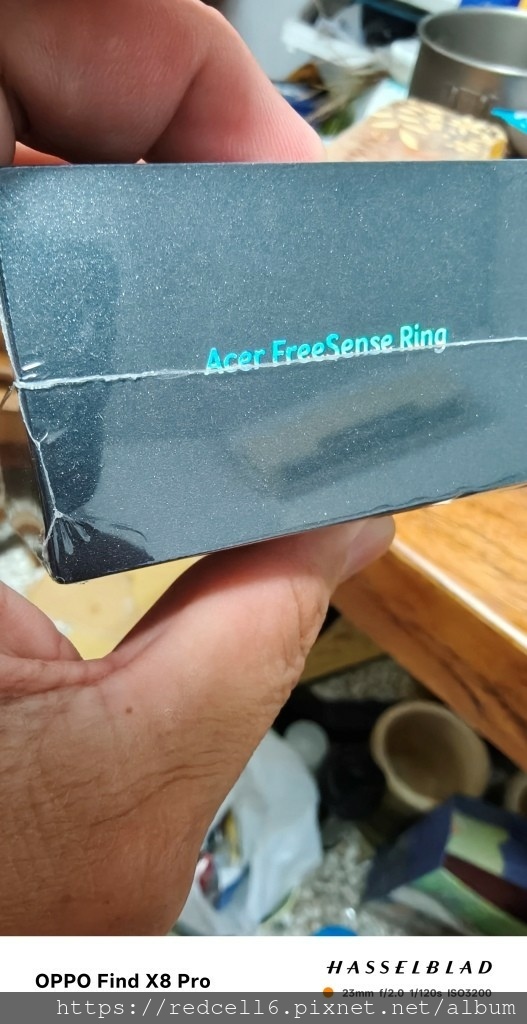 Acer FreeSense Ring
HASSELBLAD
OPPO Find X8 Pro
23mm f/2.0 1/120s ISO3200
https://redcell6.pixnet.net/album